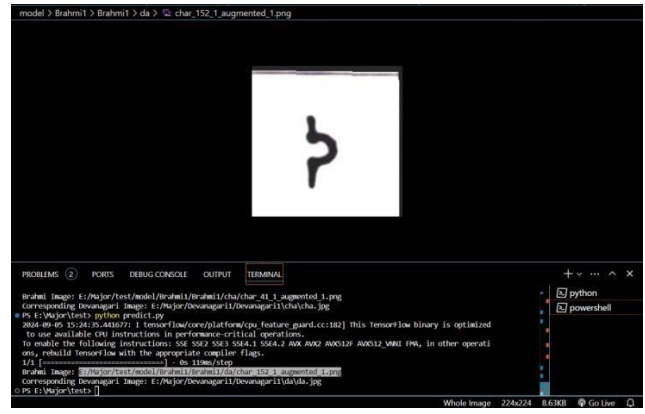 model > Brahmi1 > Brahmi1 > da > char_152_1_augmented_1.png
𑀤
PROBLEMS 2 PORTS DEBUG CONSOLE OUTPUT TERMINAL
Brahmi Image: E:/Major/test/model/Brahmi1/Brahmi1/cha/char_41_1_augmented_1.png
Corresponding Devanagari Image: E:/Major/Devanagari1/Devanagari1\cha\cha.jpg
PS E:\Major\test> python predict.py
2024-09-05 15:24:35.441677: I tensorflow/core/platform/cpu_feature_guard.cc:182] This TensorFlow binary is optimized
to use available CPU instructions in performance-critical operations.
To enable the following instructions: SSE SSE2 SSE3 SSE4.1 SSE4.2 AVX AVX2 AVX512F AVX512_VNNI FMA, in other operati
ons, rebuild TensorFlow with the appropriate compiler flags.
1/1 [==============================] - 0s 119ms/step
Brahmi Image: E:/Major/test/model/Brahmi1/Brahmi1/da/char_152_1_augmented_1.png
Corresponding Devanagari Image: E:/Major/Devanagari1/Devanagari1\da\da.jpg
PS E:\Major\test>
python
powershell
Whole Image 224x224 8.63KB Go Live